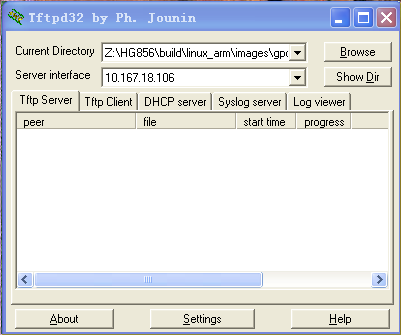 Tftpd32 by Ph. Jounin
Current Directory Z:\HG856\build\linux_arm\images\gpo Browse
Server interface 10.167.18.106 Show Dir
Tftp Server Tftp Client DHCP server Syslog server Log viewer
peer file start time progress
About Settings Help